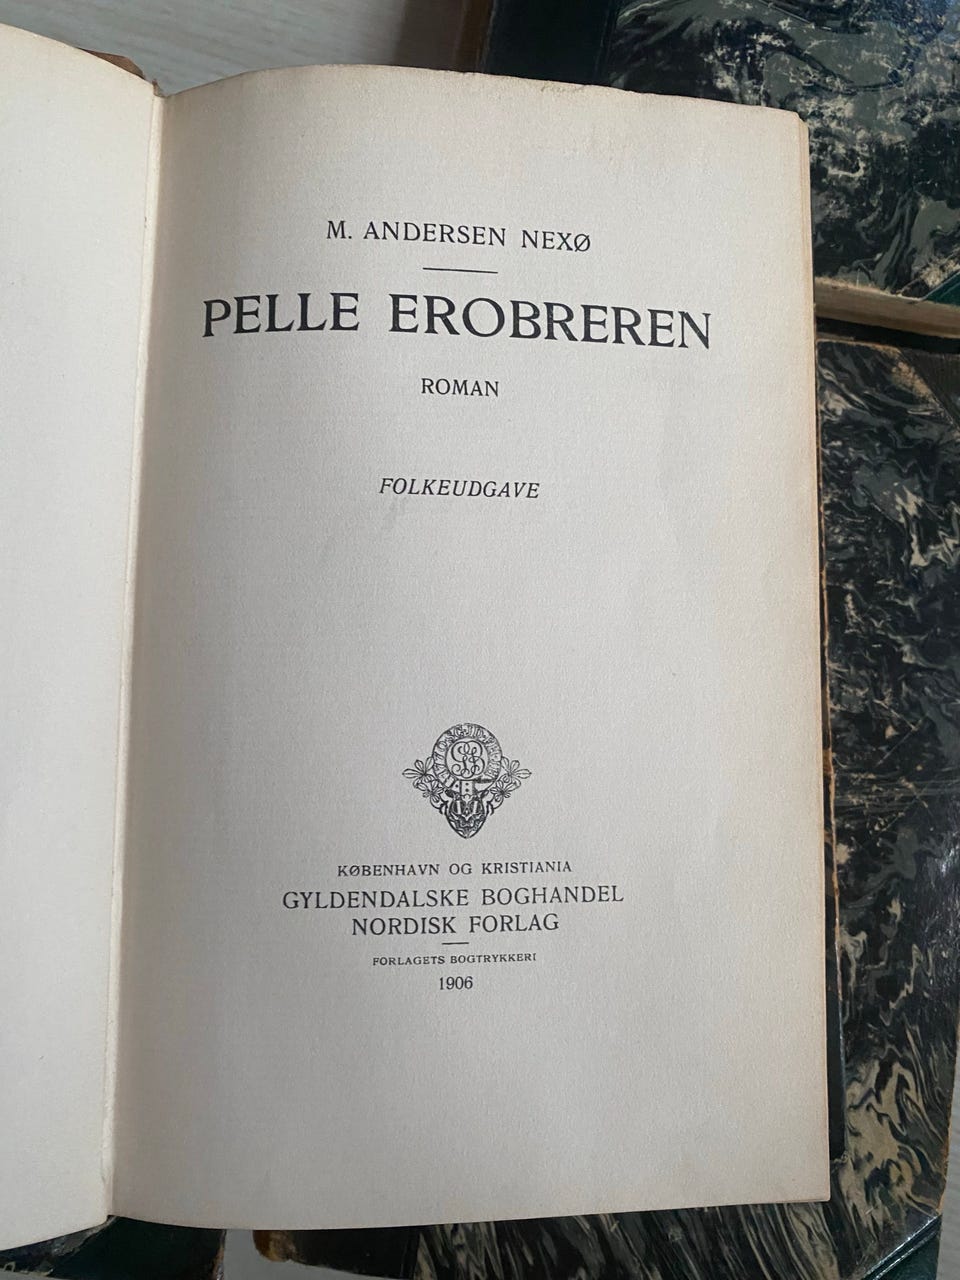 M. ANDERSEN NEXØ
PELLE EROBREREN
ROMAN
FOLKEUDGAVE
KØBENHAVN OG KRISTIANIA
GYLDENDALSKE BOGHANDEL
NORDISK FORLAG
FORLAGETS BOGTRYKKERI
1906